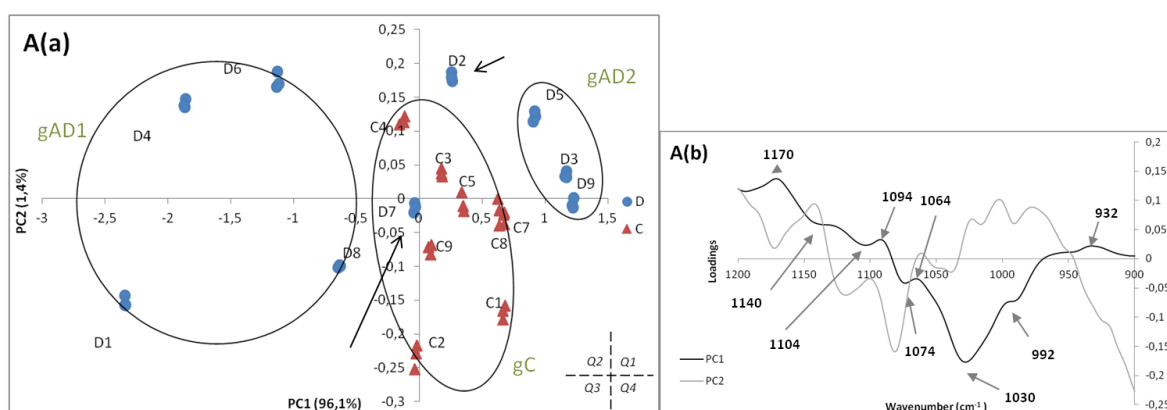 A(a)
0,25
0,2
0,15
0,1
0,05
0
-0,05
-0,1
-0,15
-0,2
-0,25
-0,3
-3
-2,5
-2
-1,5
-1
-0,5
0
0,5
1
1,5
PC2 (1,4%)
PC1 (96,1%)
gAD1
gAD2
gC
D6
D4
D1
D8
D7
D2
D5
D3
D9
C4
C3
C5
C7
C8
C9
C1
C2
D
C
Q2 Q1
Q3 Q4
A(b)
1170
1094
1064
932
1140
1104
1074
1030
992
0,2
0,15
0,1
0,05
0
-0,05
-0,1
-0,15
-0,2
-0,25
1200
1150
1100
1050
1000
950
900
Loadings
PC1
PC2
Wavenumber (cm⁻¹)